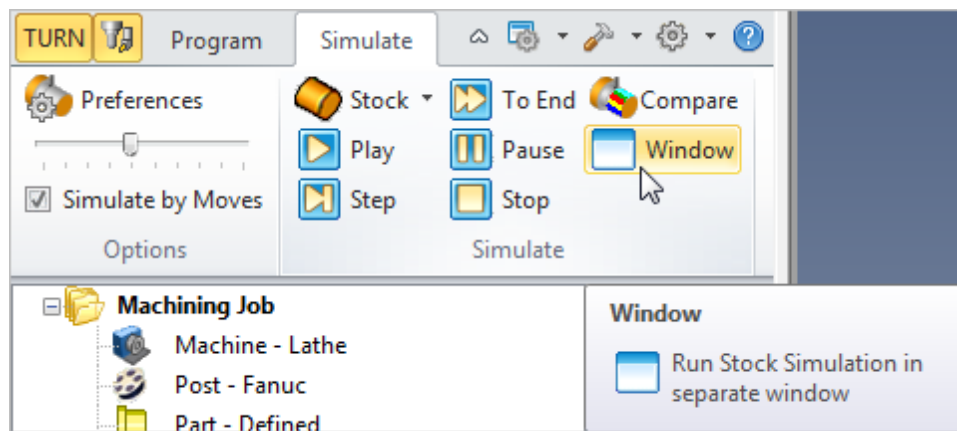 TURN Program Simulate
Preferences Stock To End Compare
Play Pause Window
Simulate by Moves Step Stop
Options Simulate
Machining Job
Machine - Lathe
Post - Fanuc
Part - Defined
Window
Run Stock Simulation in
separate window